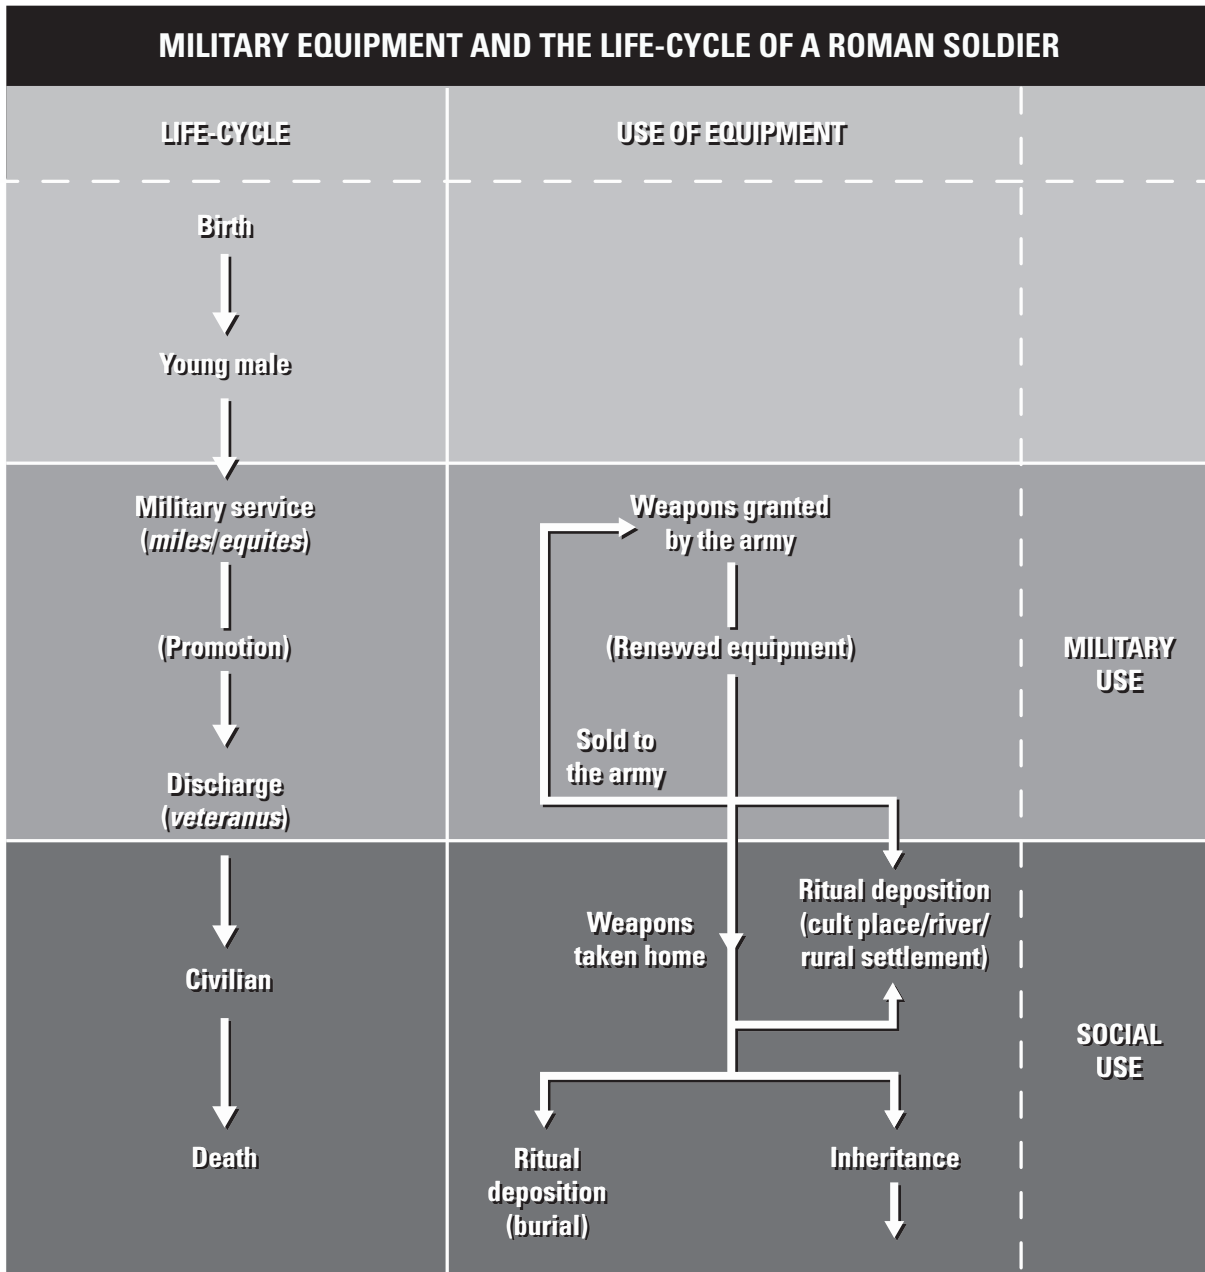 MILITARY EQUIPMENT AND THE LIFE-CYCLE OF A ROMAN SOLDIER
LIFE-CYCLE
USE OF EQUIPMENT
Birth
Young male
Military service
(miles/equites)
(Promotion)
Discharge
(veteranus)
Civilian
Death
Weapons granted
by the army
(Renewed equipment)
Sold to
the army
Weapons
taken home
Ritual deposition
(cult place/river/
rural settlement)
Ritual
deposition
(burial)
Inheritance
MILITARY
USE
SOCIAL
USE